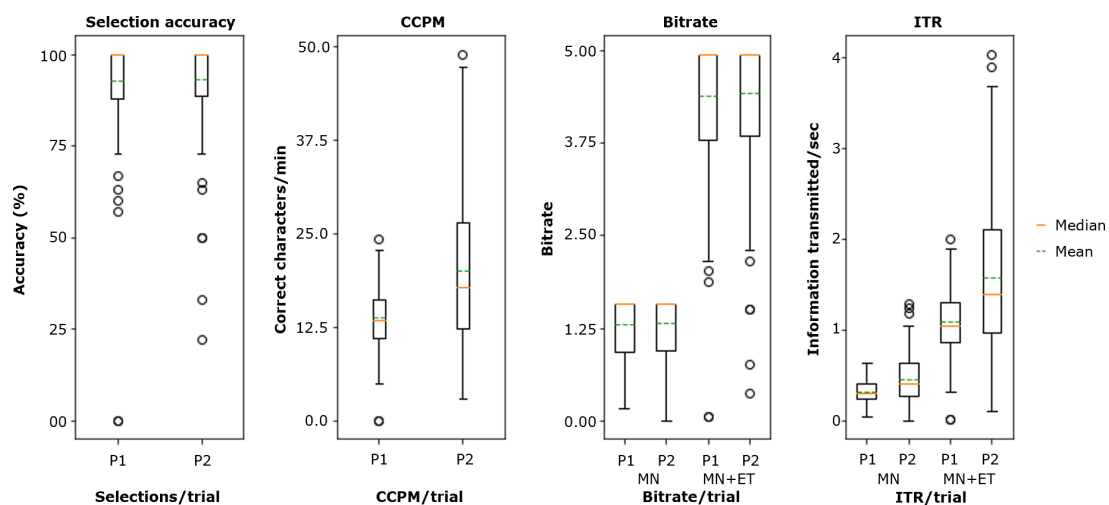 Selection accuracy
100
75
50
25
00
Accuracy (%)
P1 P2
Selections/trial
CCPM
50.0
37.5
25.0
12.5
0.0
Correct characters/min
P1 P2
CCPM/trial
Bitrate
5.00
3.75
2.50
1.25
0.00
Bitrate
P1 P2 P1 P2
MN MN+ET
Bitrate/trial
ITR
4
3
2
1
0
Information transmitted/sec
P1 P2 P1 P2
MN MN+ET
ITR/trial
Median
Mean